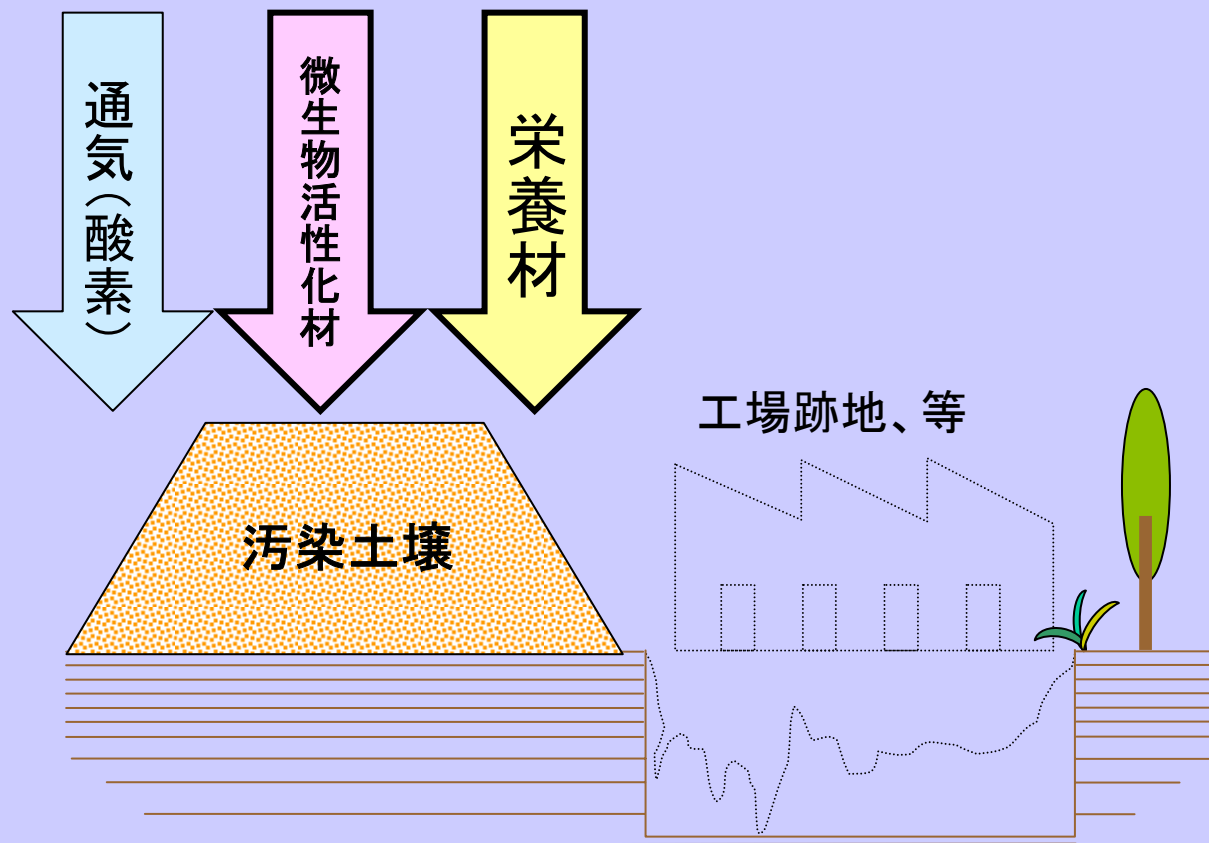 通気(酸素)
微生物活性化材
栄養材
工場跡地、等
汚染土壌